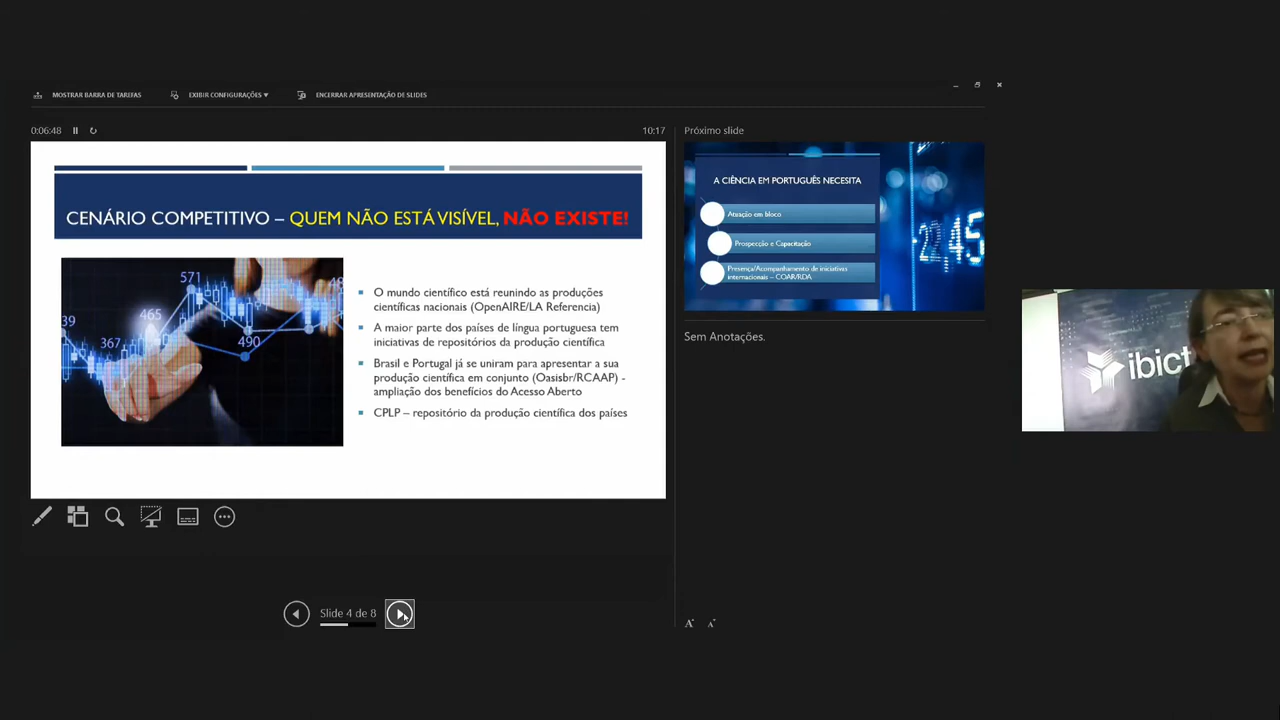 MOSTRAR BARRA DE TAREFAS
EXIBIR CONFIGURAÇÕES
ENCERRAR APRESENTAÇÃO DE SLIDES
0:06:48
10:17
CENÁRIO COMPETITIVO – QUEM NÃO ESTÁ VISÍVEL, NÃO EXISTE!
39
367
465
571
490
O mundo científico está reunindo as produções
científicas nacionais (OpenAIRE/LA Referencia)
A maior parte dos países de língua portuguesa tem
iniciativas de repositórios da produção científica
Brasil e Portugal já se uniram para apresentar a sua
produção científica em conjunto (Oasisbr/RCAAP) -
ampliação dos benefícios do Acesso Aberto
CPLP – repositório da produção científica dos países
Slide 4 de 8
Próximo slide
A CIÊNCIA EM PORTUGUÊS NECESITA
Atuação em bloco
Prospecção e Capacitação
Presença/Acompanhamento de iniciativas
internacionais – COAR/RDA
22,45
Sem Anotações.
A A
ibict